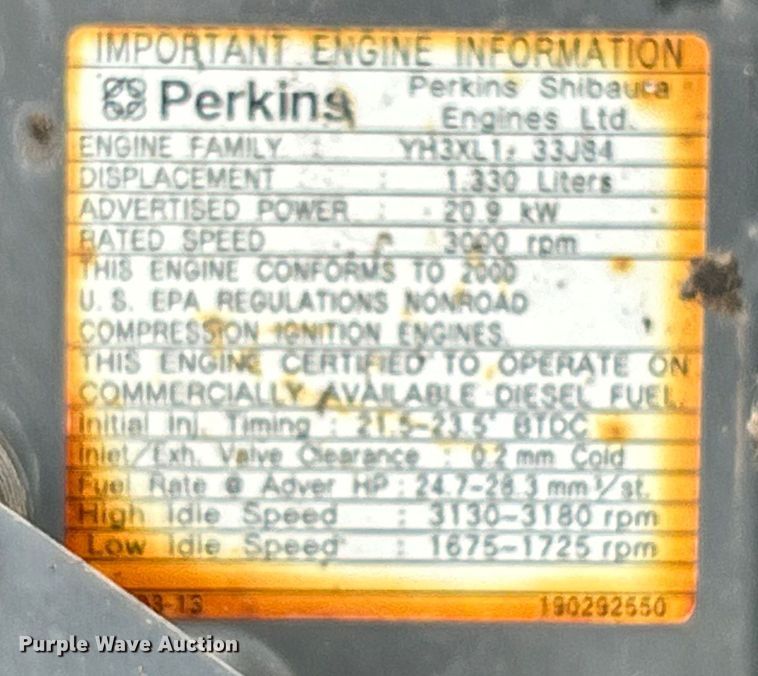 IMPORTANT ENGINE INFORMATION
Perkins Perkins Shibaura
Engines Ltd.
ENGINE FAMILY : YH3XL1.33J84
DISPLACEMENT : 1.330 Liters
ADVERTISED POWER : 20.9 kW
RATED SPEED : 3000 rpm
THIS ENGINE CONFORMS TO 2000
U.S. EPA REGULATIONS NONROAD
COMPRESSION IGNITION ENGINES.
THIS ENGINE CERTIFIED TO OPERATE ON
COMMERCIALLY AVAILABLE DIESEL FUEL.
Initial Inj. Timing : 21.5-23.5° BTDC
Inlet/Exh. Valve Clearance : 0.2 mm Cold
Fuel Rate @ Adver HP : 24.7-28.3 mm³/st.
High Idle Speed : 3130-3180 rpm
Low Idle Speed : 1675-1725 rpm
190292550
Purple Wave Auction